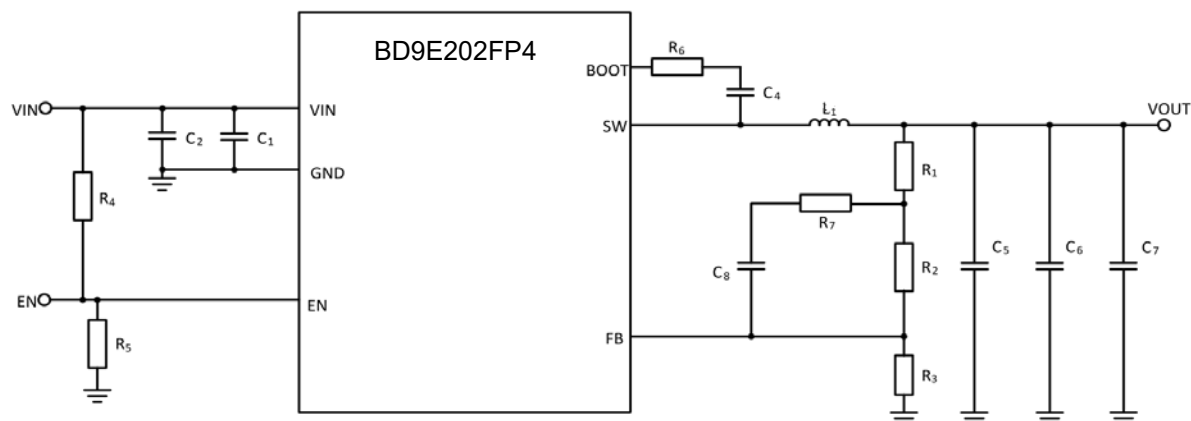 BD9E202FP4
R₆
BOOT
C₄
VIN
VIN
L₁
VOUT
C₂
C₁
SW
GND
R₁
R₄
R₇
C₅
C₆
C₇
C₈
R₂
EN
EN
FB
R₅
R₃